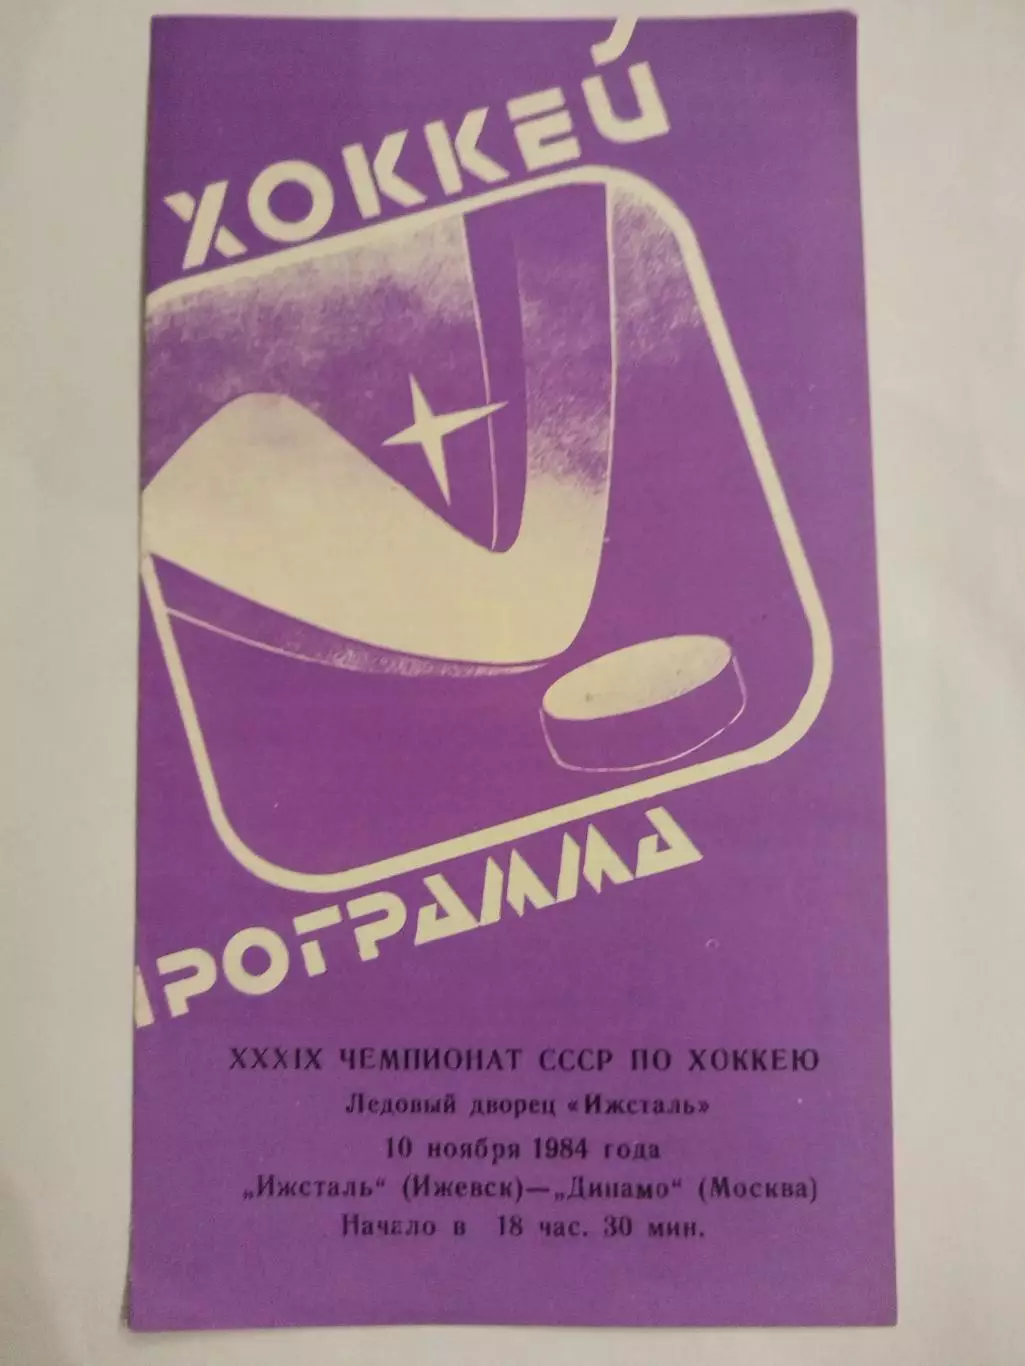 ХОККЕЙ
ПРОГРАММА
XXXIX ЧЕМПИОНАТ СССР ПО ХОККЕЮ
Ледовый дворец «Ижсталь»
10 ноября 1984 года
„Ижсталь“ (Ижевск)—„Динамо“ (Москва)
Начало в 18 час. 30 мин.